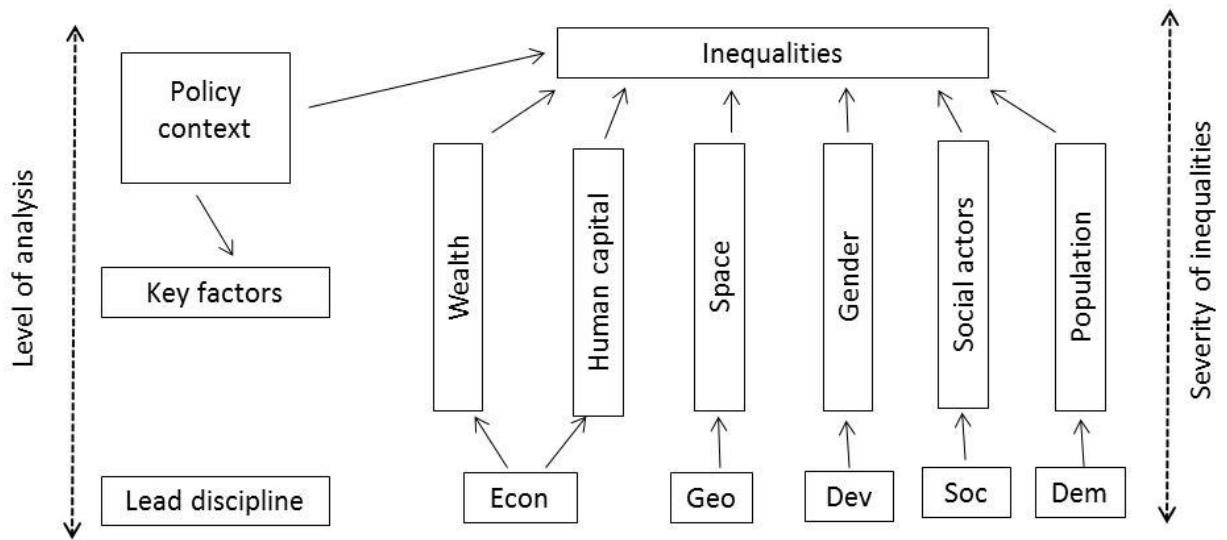 Inequalities
Policy
context
Level of analysis
Severity of inequalities
Wealth
Human capital
Space
Gender
Social actors
Population
Key factors
Lead discipline
Econ
Geo
Dev
Soc
Dem